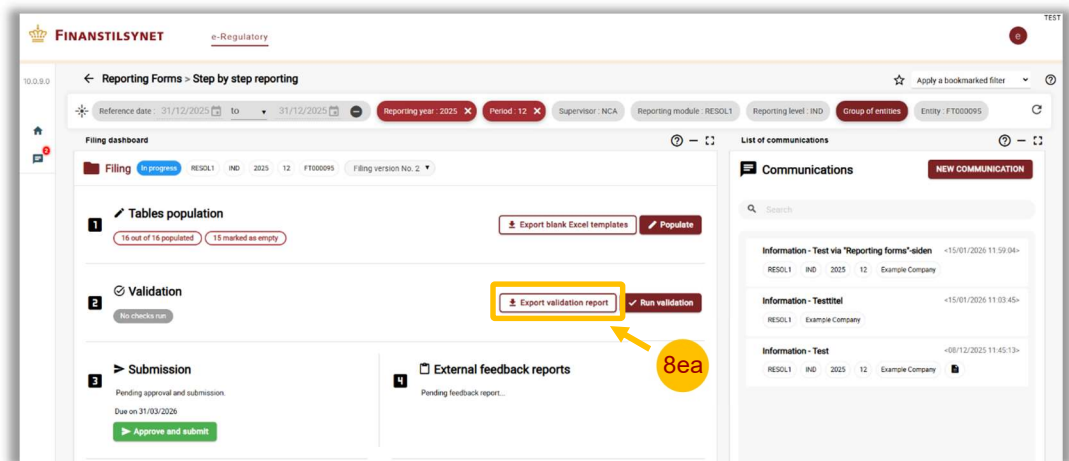 TEST
FINANSTILSYNET
e-Regulatory
e
10.0.9.0
Reporting Forms > Step by step reporting
Apply a bookmarked filter
Reference date : 31/12/2025 to 31/12/2025
Reporting year : 2025
Period : 12
Supervisor : NCA
Reporting module : RESOL1
Reporting level : IND
Group of entities
Entity : FT000095
2
Filing dashboard
Filing In progress RESOL1 IND 2025 12 FT000095 Filing version No. 2
1 Tables population
16 out of 16 populated 15 marked as empty
Export blank Excel templates Populate
2 Validation
No checks run
Export validation report Run validation
8ea
3 Submission
Pending approval and submission.
Due on 31/03/2026
Approve and submit
4 External feedback reports
Pending feedback report...
List of communications
Communications NEW COMMUNICATION
Search
Information - Test via "Reporting forms"-siden <15/01/2026 11:59:04>
RESOL1 IND 2025 12 Example Company
Information - Testtitel <15/01/2026 11:03:45>
RESOL1 Example Company
Information - Test <08/12/2025 11:45:13>
RESOL1 IND 2025 12 Example Company